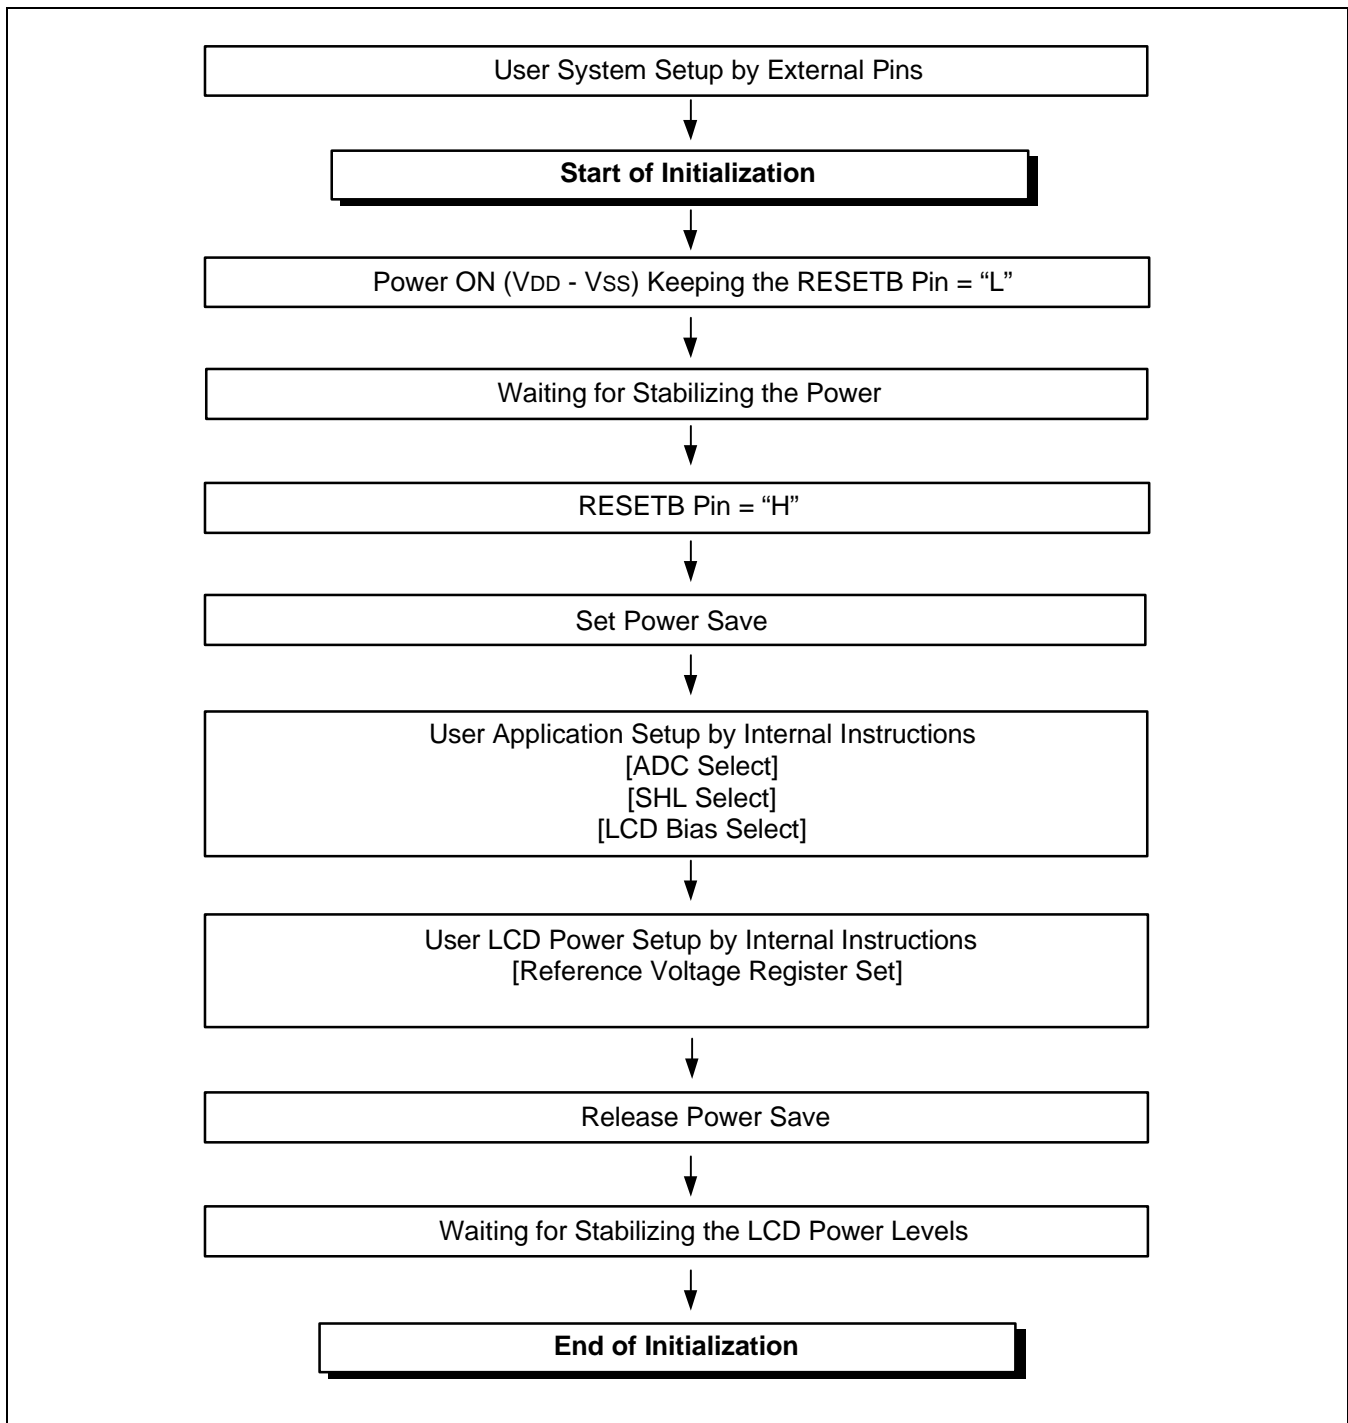 User System Setup by External Pins
Start of Initialization
Power ON (VDD - VSS) Keeping the RESETB Pin = “L”
Waiting for Stabilizing the Power
RESETB Pin = “H”
Set Power Save
User Application Setup by Internal Instructions
[ADC Select]
[SHL Select]
[LCD Bias Select]
User LCD Power Setup by Internal Instructions
[Reference Voltage Register Set]
Release Power Save
Waiting for Stabilizing the LCD Power Levels
End of Initialization